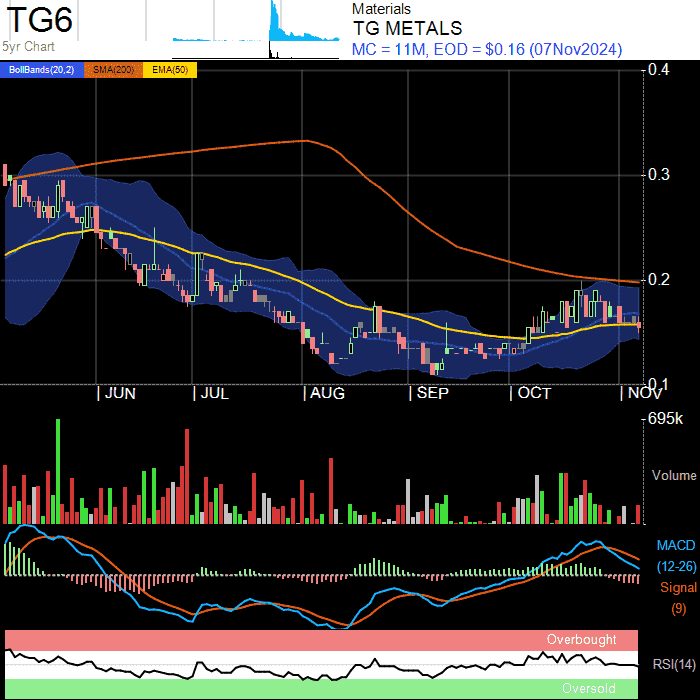 TG6
5yr Chart
Materials
TG METALS
MC = 11M, EOD = $0.16 (07Nov2024)
BollBands(20,2) SMA(200) EMA(50)
0.4
0.3
0.2
0.1
JUN JUL AUG SEP OCT NOV
695k
Volume
MACD
(12-26)
Signal
(9)
Overbought
RSI(14)
Oversold